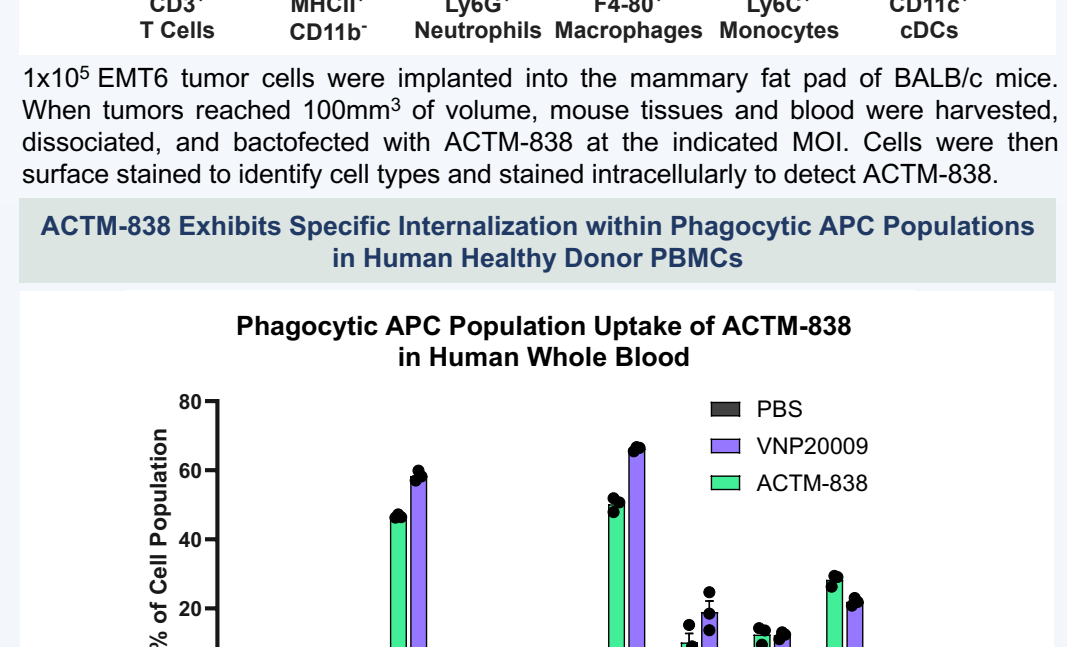 CD3⁺ MHCII⁺ Ly6G⁺ F4-80⁺ Ly6C⁺ CD11c⁺
T Cells CD11b⁻ Neutrophils Macrophages Monocytes cDCs
1x10⁵ EMT6 tumor cells were implanted into the mammary fat pad of BALB/c mice.
When tumors reached 100mm³ of volume, mouse tissues and blood were harvested,
dissociated, and bactofected with ACTM-838 at the indicated MOI. Cells were then
surface stained to identify cell types and stained intracellularly to detect ACTM-838.
ACTM-838 Exhibits Specific Internalization within Phagocytic APC Populations
in Human Healthy Donor PBMCs
Phagocytic APC Population Uptake of ACTM-838
in Human Whole Blood
80
60
40
20
% of Cell Population
PBS
VNP20009
ACTM-838